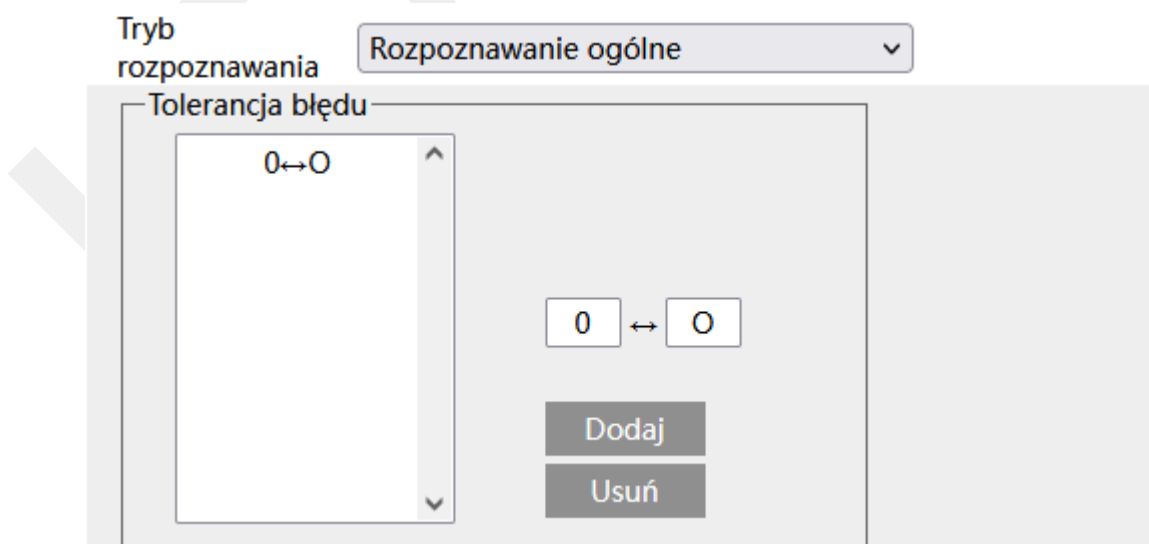 Tryb
rozpoznawania
Rozpoznawanie ogólne
Tolerancja błędu
0↔O
0 ↔ O
Dodaj
Usuń